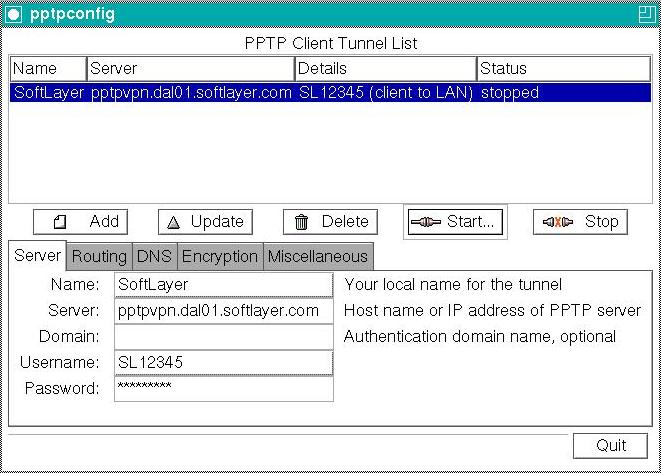 pptpconfig
PPTP Client Tunnel List
Name Server Details Status
SoftLayer pptpvpn.dal01.softlayer.com SL12345 (client to LAN) stopped
Add Update Delete Start... Stop
Server Routing DNS Encryption Miscellaneous
Name: SoftLayer Your local name for the tunnel
Server: pptpvpn.dal01.softlayer.com Host name or IP address of PPTP server
Domain: Authentication domain name, optional
Username: SL12345
Password: *********
Quit